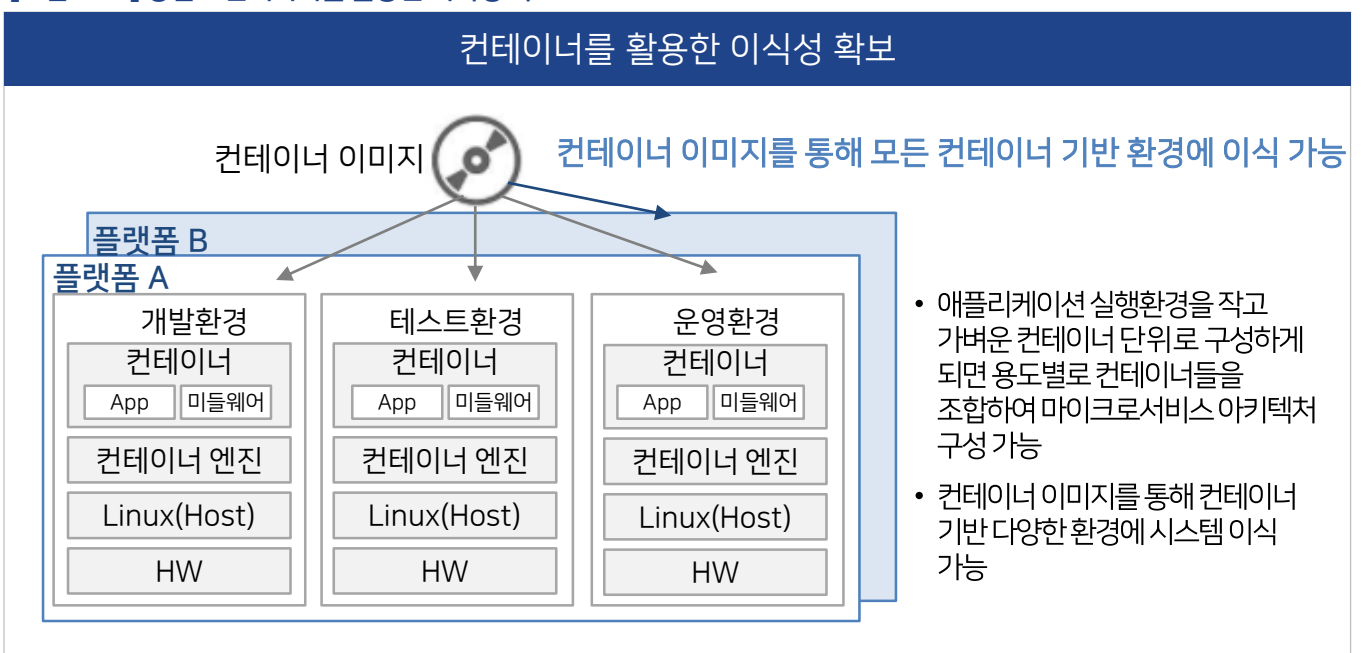 컨테이너를 활용한 이식성 확보
컨테이너 이미지
컨테이너 이미지를 통해 모든 컨테이너 기반 환경에 이식 가능
플랫폼 B
플랫폼 A
개발환경
컨테이너
App
미들웨어
컨테이너 엔진
Linux(Host)
HW
테스트환경
컨테이너
App
미들웨어
컨테이너 엔진
Linux(Host)
HW
운영환경
컨테이너
App
미들웨어
컨테이너 엔진
Linux(Host)
HW
• 애플리케이션 실행환경을 작고
가벼운 컨테이너 단위로 구성하게
되면 용도별로 컨테이너들을
조합하여 마이크로서비스 아키텍처
구성 가능
• 컨테이너 이미지를 통해 컨테이너
기반 다양한 환경에 시스템 이식
가능